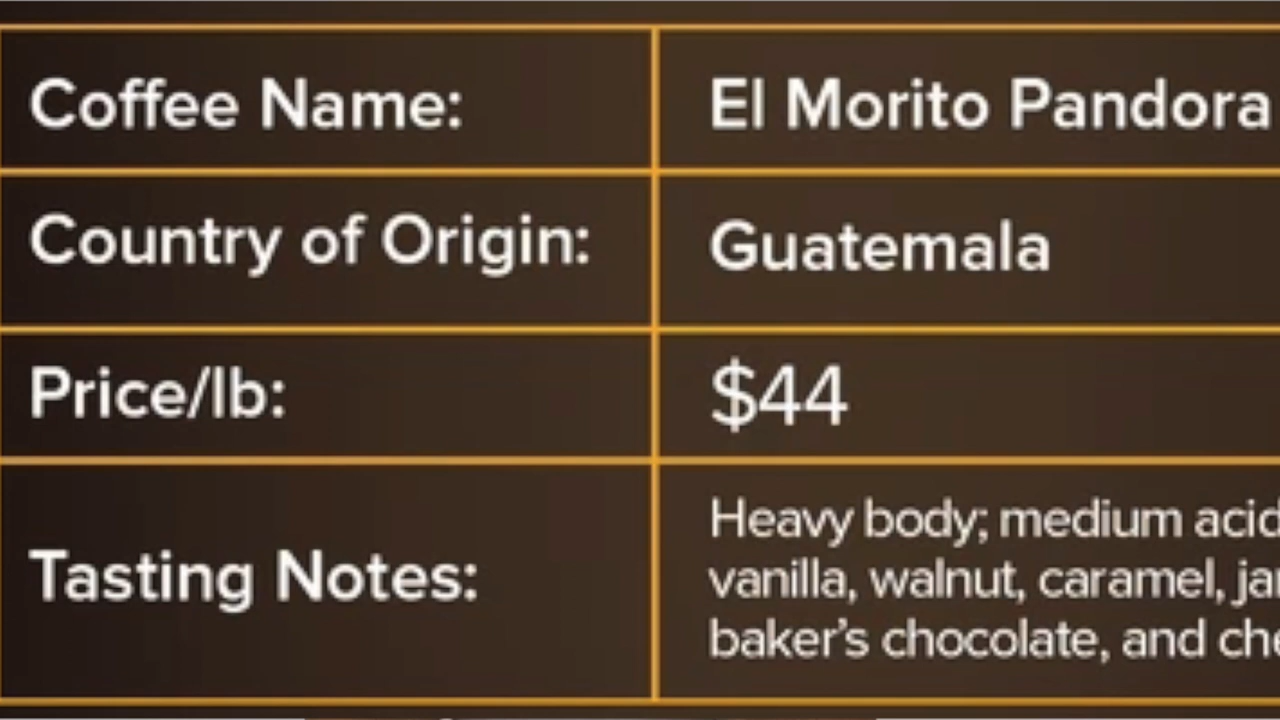 Coffee Name: El Morito Pandora
Country of Origin: Guatemala
Price/lb: $44
Tasting Notes:
Heavy body; medium acid
vanilla, walnut, caramel,
baker's chocolate, and